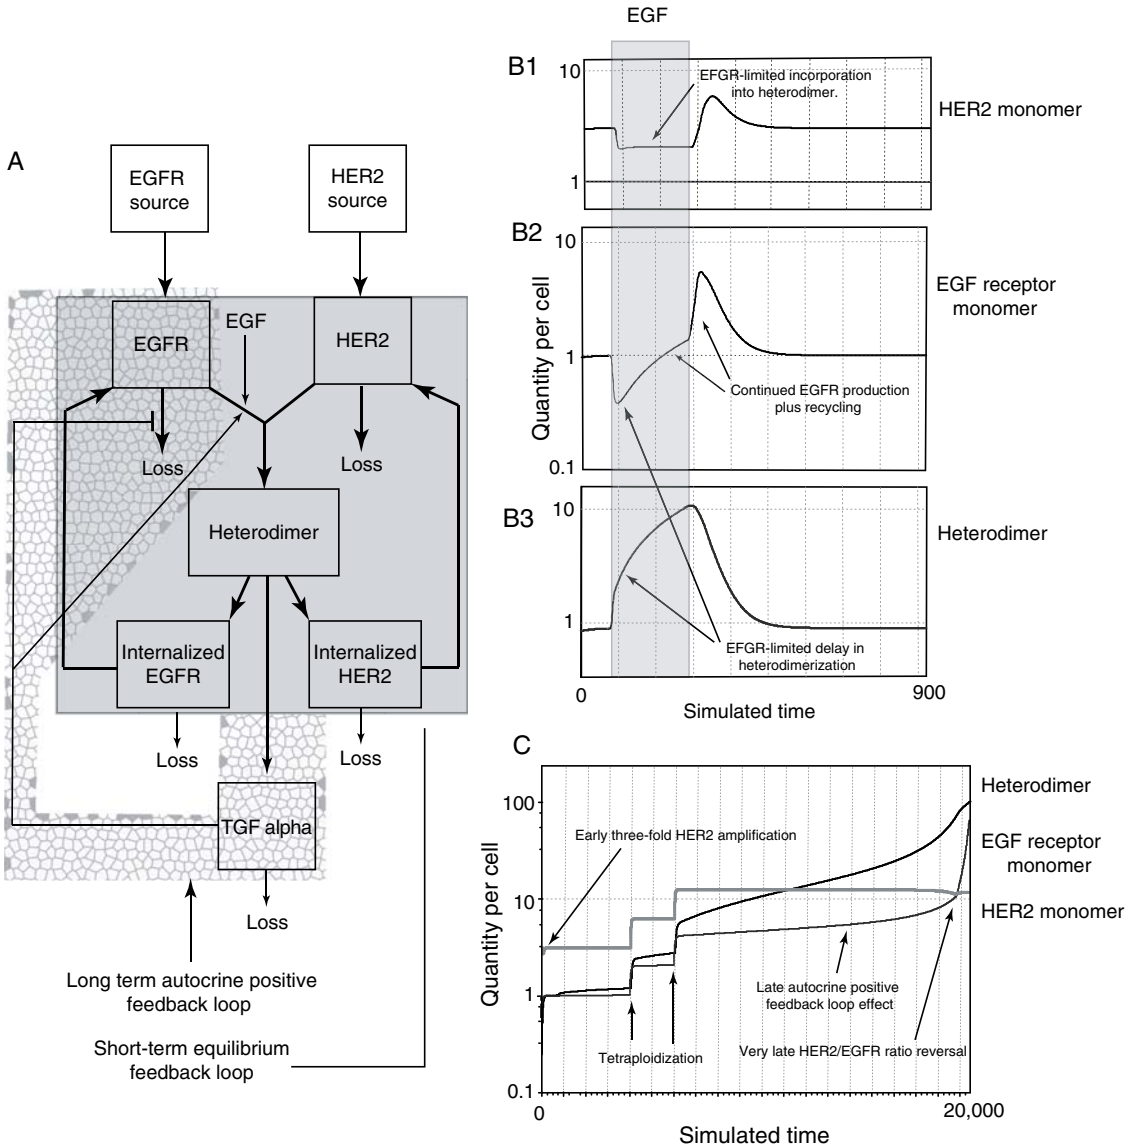 A
EGFR
source
HER2
source
EGFR
EGF
HER2
Loss
Loss
Heterodimer
Internalized
EGFR
Internalized
HER2
Loss
Loss
TGF alpha
Loss
Long term autocrine positive
feedback loop
Short-term equilibrium
feedback loop
EGF
B1
10
1
EFGR-limited incorporation
into heterodimer.
HER2 monomer
B2
10
1
0.1
Quantity per cell
Continued EGFR production
plus recycling
EGF receptor
monomer
B3
10
1
EFGR-limited delay in
heterodimerization
Heterodimer
0
900
Simulated time
C
100
10
1
0.1
Quantity per cell
Early three-fold HER2 amplification
Late autocrine positive
feedback loop effect
Tetraploidization
Very late HER2/EGFR ratio reversal
Heterodimer
EGF receptor
monomer
HER2 monomer
0
20,000
Simulated time